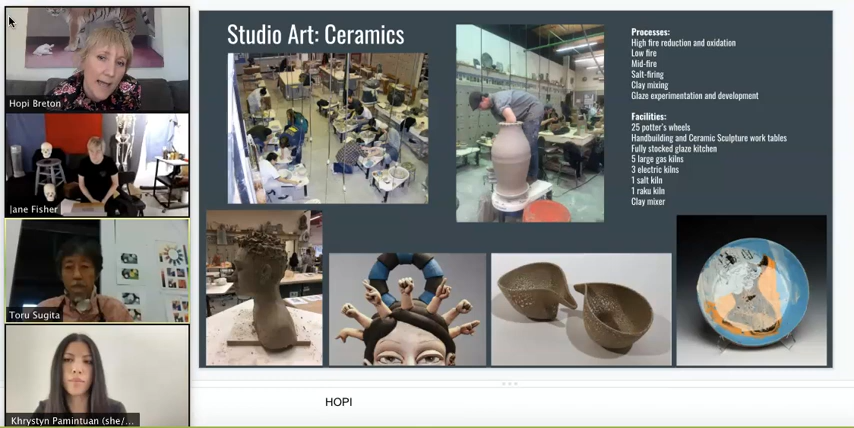 Hopi Breton
Jane Fisher
Toru Sugita
Khrystyn Pamintuan (she/...
Studio Art: Ceramics
Processes:
High fire reduction and oxidation
Low fire
Mid-fire
Salt-firing
Clay mixing
Glaze experimentation and development
Facilities:
25 potter's wheels
Handbuilding and Ceramic Sculpture work tables
Fully stocked glaze kitchen
5 large gas kilns
3 electric kilns
1 salt kiln
1 raku kiln
Clay mixer
HOPI